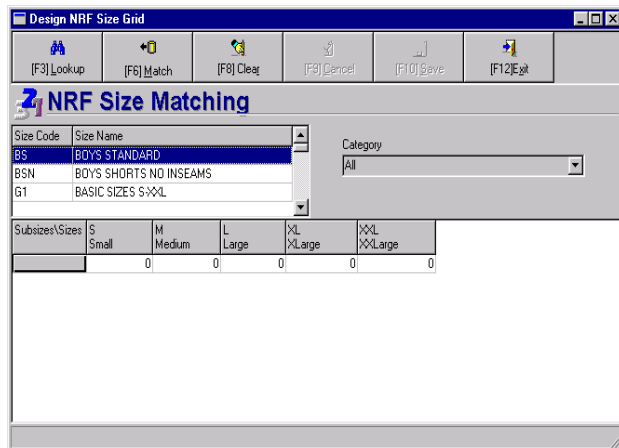 Design NRF Size Grid
[F3] Lookup [F6] Match [F8] Clear [F9] Cancel [F10] Save [F12]Exit
321 NRF Size Matching
Size Code Size Name
BS BOYS STANDARD
BSN BOYS SHORTS NO INSEAMS
G1 BASIC SIZES S-XXL
Category
All
Subsizes\Sizes S M L XL XXL
Small Medium Large XLarge XXLarge
0 0 0 0 0